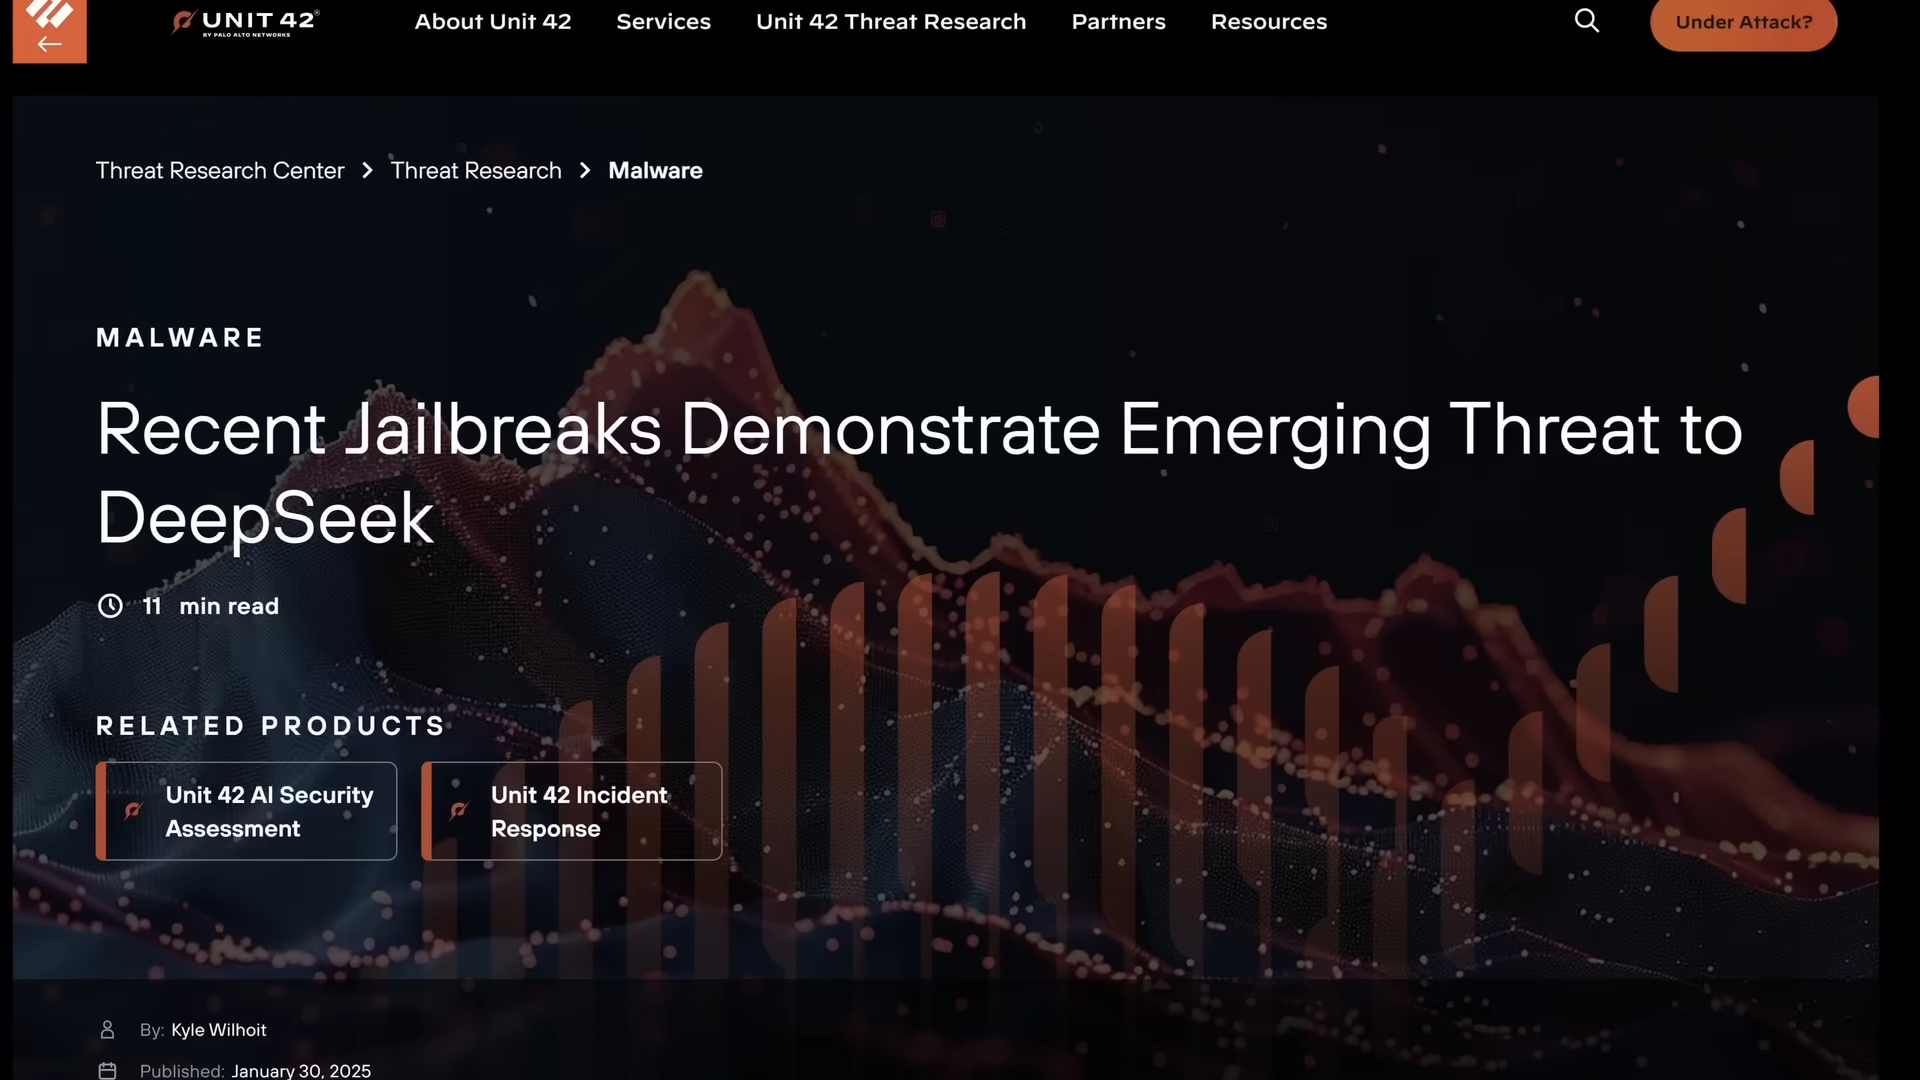 UNIT 42®
BY PALO ALTO NETWORKS
About Unit 42
Services
Unit 42 Threat Research
Partners
Resources
Under Attack?
Threat Research Center
Threat Research
Malware
MALWARE
Recent Jailbreaks Demonstrate Emerging Threat to
DeepSeek
11 min read
RELATED PRODUCTS
Unit 42 AI Security
Assessment
Unit 42 Incident
Response
By: Kyle Wilhoit
Published: January 30, 2025